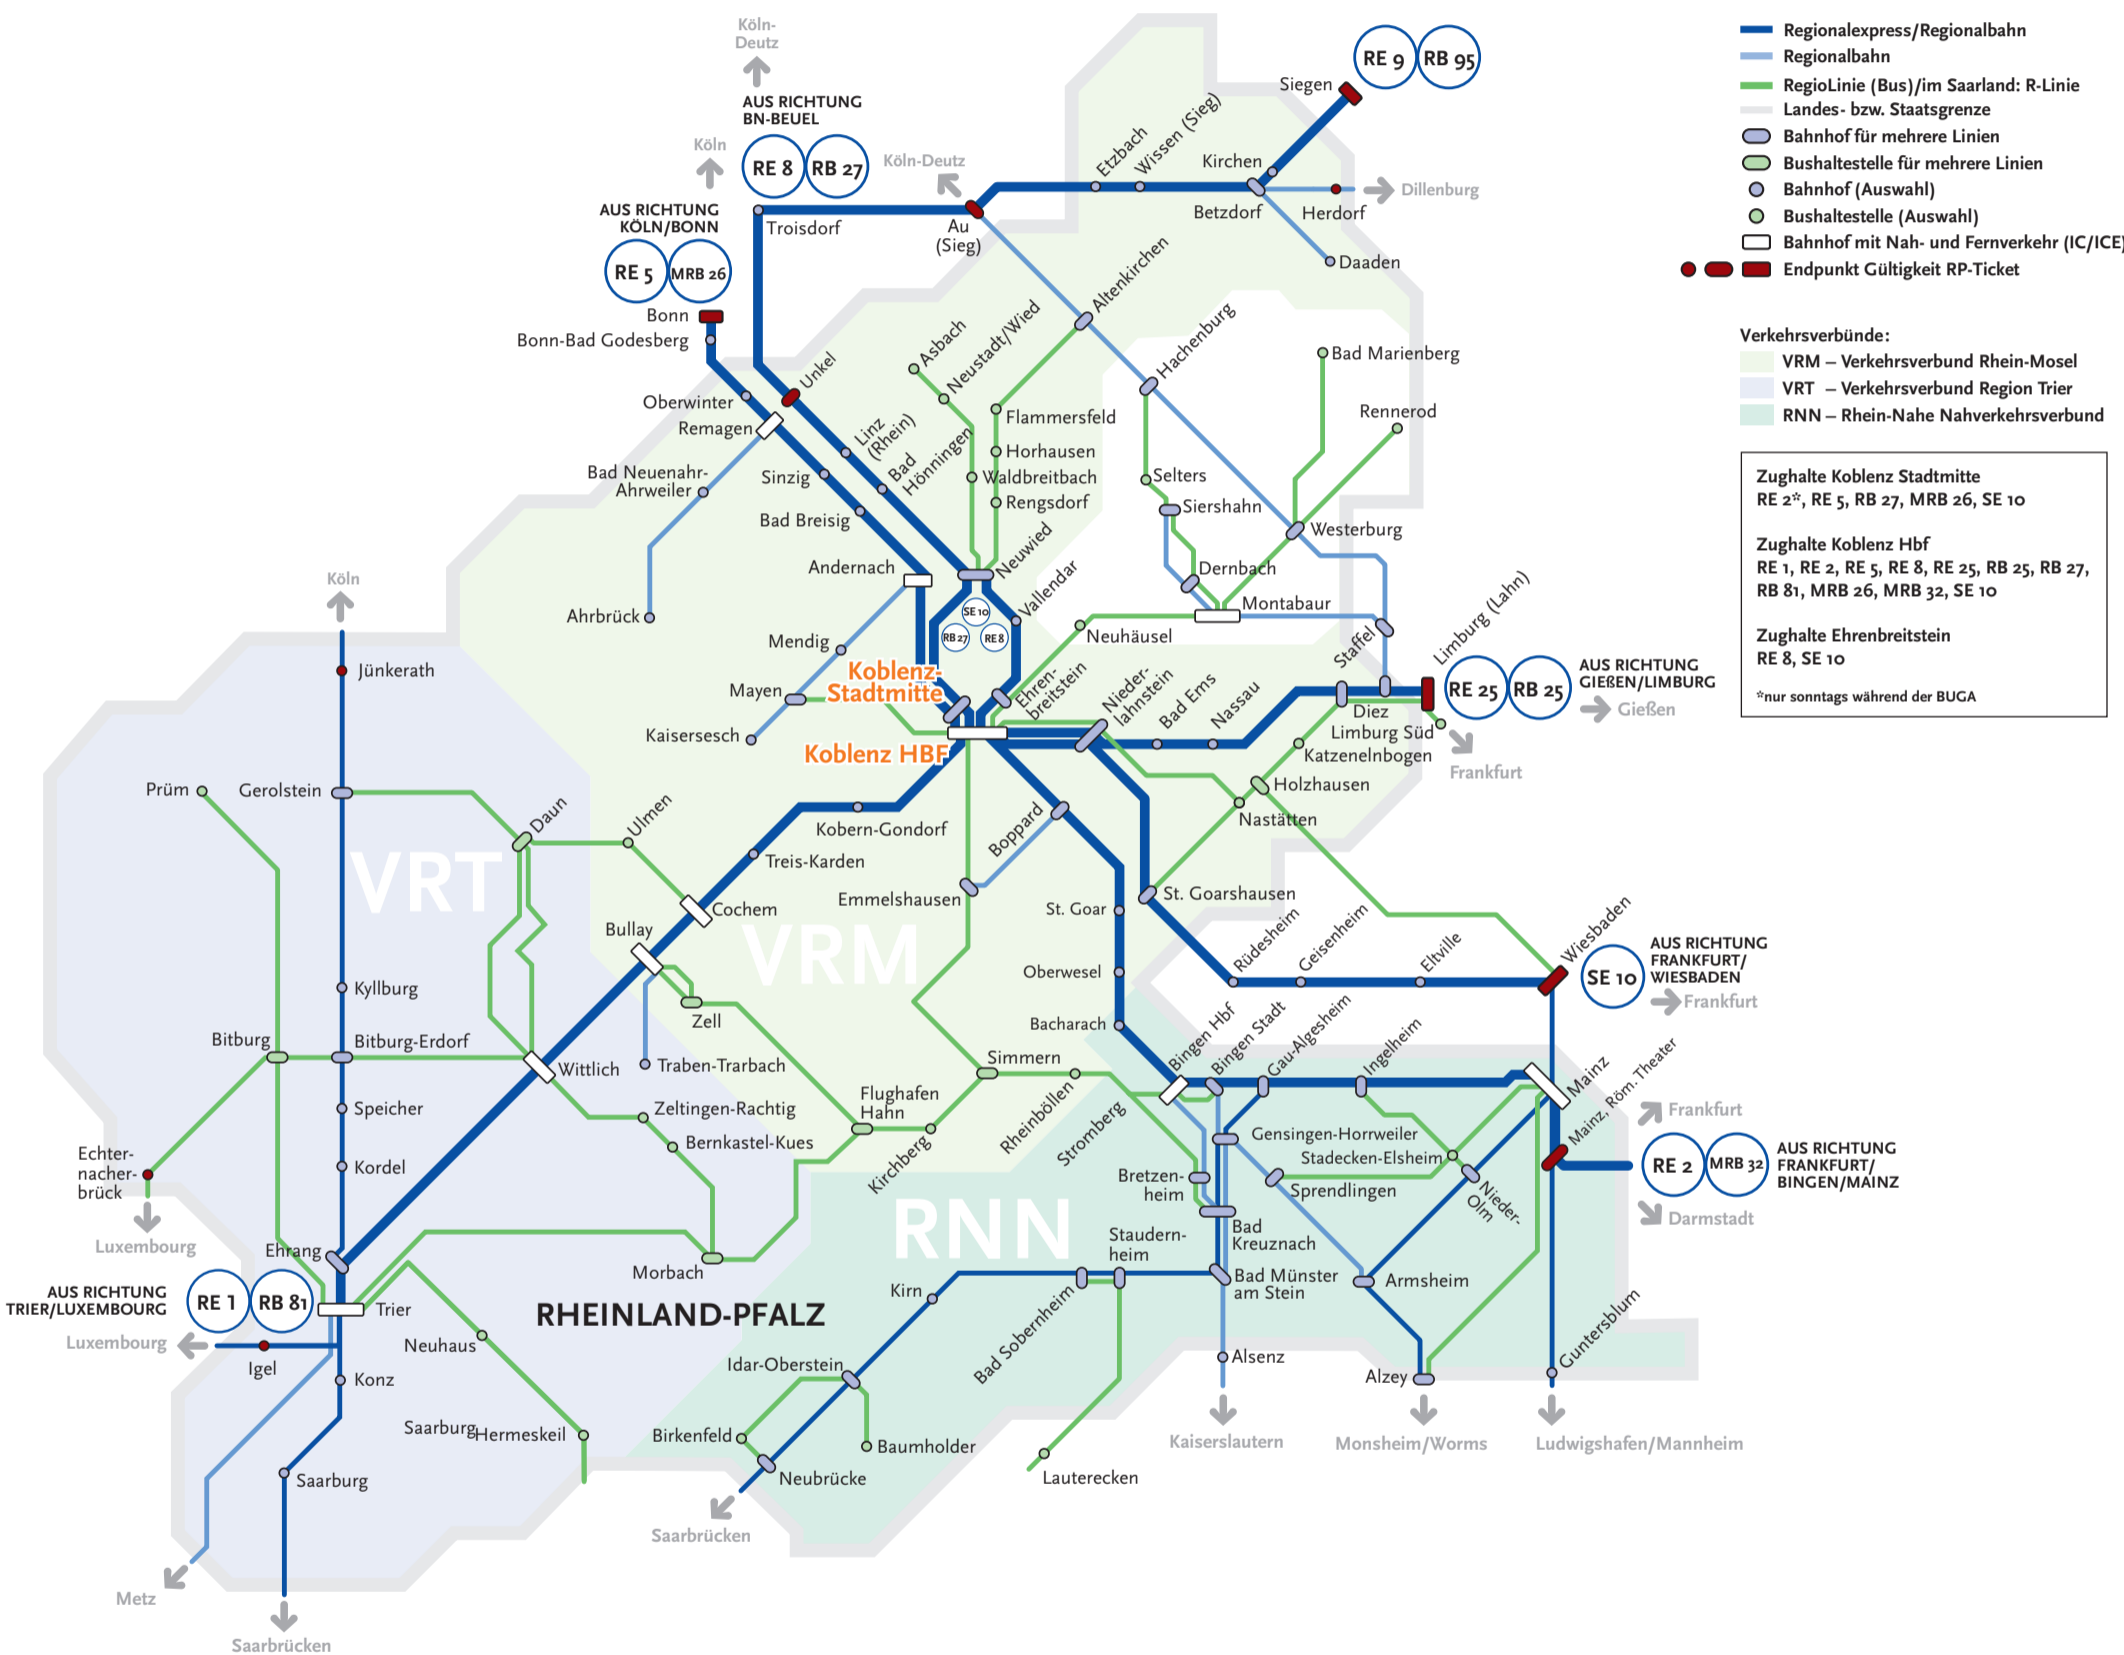 Köln-
Deutz
AUS RICHTUNG
BN-BEUEL
RE 8
RB 27
Köln
AUS RICHTUNG
KÖLN/BONN
RE 5
MRB 26
Köln-Deutz
Siegen
RE 9
RB 95
Etzbach
Wissen (Sieg)
Kirchen
Betzdorf
Herdorf
Dillenburg
Daaden
Troisdorf
Au
(Sieg)
Altenkirchen
Hachenburg
Bonn
Bonn-Bad Godesberg
Oberwinter
Remagen
Unkel
Linz
(Rhein)
Bad
Hönningen
Asbach
Neustadt/Wied
Flammersfeld
Horhausen
Waldbreitbach
Rengsdorf
Bad Marienberg
Rennerod
Selters
Siershahn
Westerburg
Dernbach
Montabaur
Bad Neuenahr-
Ahrweiler
Sinzig
Bad Breisig
Andernach
Neuwied
Vallendar
Ahrbrück
Mendig
Mayen
Kaisersesch
SE 10
RB 27
RE 8
Neuhäusel
Koblenz-
Stadtmitte
Koblenz HBF
Ehren-
breitstein
Nieder-
lahnstein
Bad Ems
Nassau
Staffel
Limburg (Lahn)
Diez
Limburg Süd
Katzenelnbogen
Holzhausen
Nastätten
Frankfurt
RE 25
RB 25
AUS RICHTUNG
GIEßEN/LIMBURG
Gießen
Köln
Jünkerath
Prüm
Gerolstein
Daun
Ulmen
Kobern-Gondorf
Treis-Karden
Cochem
Bullay
Boppard
Emmelshausen
St. Goar
St. Goarshausen
Oberwesel
Bacharach
Rüdesheim
Geisenheim
Eltville
Wiesbaden
SE 10
AUS RICHTUNG
FRANKFURT/
WIESBADEN
Frankfurt
VRT
VRM
Kyllburg
Bitburg
Bitburg-Erdorf
Wittlich
Zell
Traben-Trarbach
Speicher
Kordel
Zeltingen-Rachtig
Bernkastel-Kues
Flughafen
Hahn
Kirchberg
Simmern
Rheinböllen
Stromberg
Bingen Hbf
Bingen Stadt
Gau-Algesheim
Ingelheim
Mainz
Mainz, Röm. Theater
Frankfurt
RE 2
MRB 32
AUS RICHTUNG
FRANKFURT/
BINGEN/MAINZ
Darmstadt
Echter-
nacher-
brück
Luxembourg
Ehrang
AUS RICHTUNG
TRIER/LUXEMBOURG
RE 1
RB 81
Trier
Luxembourg
Igel
Konz
Neuhaus
Morbach
Saarburg
Hermeskeil
Saarburg
Metz
Saarbrücken
RHEINLAND-PFALZ
RNN
Gensingen-Horrweiler
Stadecken-Elsheim
Sprendlingen
Nieder-
Olm
Bretzen-
heim
Bad
Kreuznach
Staudern-
heim
Bad Münster
am Stein
Armsheim
Kirn
Bad Sobernheim
Idar-Oberstein
Birkenfeld
Baumholder
Neubrücke
Saarbrücken
Lauterecken
Alsenz
Kaiserslautern
Alzey
Monsheim/Worms
Guntersblum
Ludwigshafen/Mannheim
Regionalexpress/Regionalbahn
Regionalbahn
RegioLinie (Bus)/im Saarland: R-Linie
Landes- bzw. Staatsgrenze
Bahnhof für mehrere Linien
Bushaltestelle für mehrere Linien
Bahnhof (Auswahl)
Bushaltestelle (Auswahl)
Bahnhof mit Nah- und Fernverkehr (IC/ICE)
Endpunkt Gültigkeit RP-Ticket
Verkehrsverbünde:
VRM – Verkehrsverbund Rhein-Mosel
VRT – Verkehrsverbund Region Trier
RNN – Rhein-Nahe Nahverkehrsverbund
Zughalte Koblenz Stadtmitte
RE 2*, RE 5, RB 27, MRB 26, SE 10
Zughalte Koblenz Hbf
RE 1, RE 2, RE 5, RE 8, RE 25, RB 25, RB 27,
RB 81, MRB 26, MRB 32, SE 10
Zughalte Ehrenbreitstein
RE 8, SE 10
*nur sonntags während der BUGA